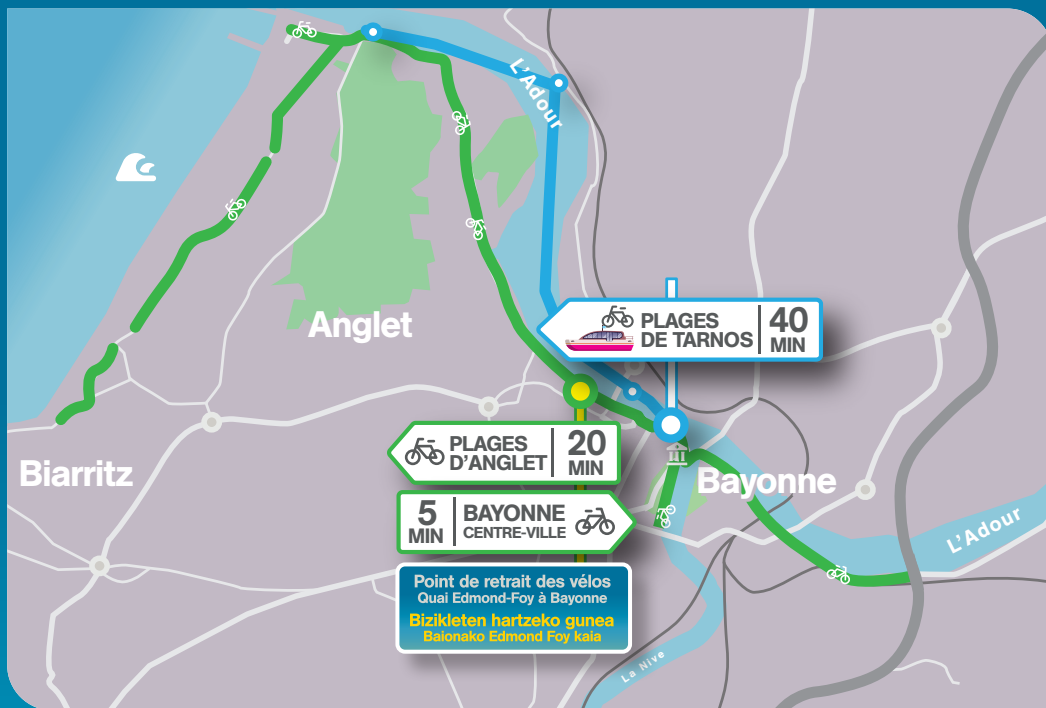 L'Adour
PLAGES
DE TARNOS
40
MIN
Anglet
PLAGES
D'ANGLET
20
MIN
Biarritz
Bayonne
5
MIN
BAYONNE
CENTRE-VILLE
L'Adour
Point de retrait des vélos
Quai Edmond-Foy à Bayonne
Bizikleten hartzeko gunea
Baionako Edmond Foy kaia
La Nive